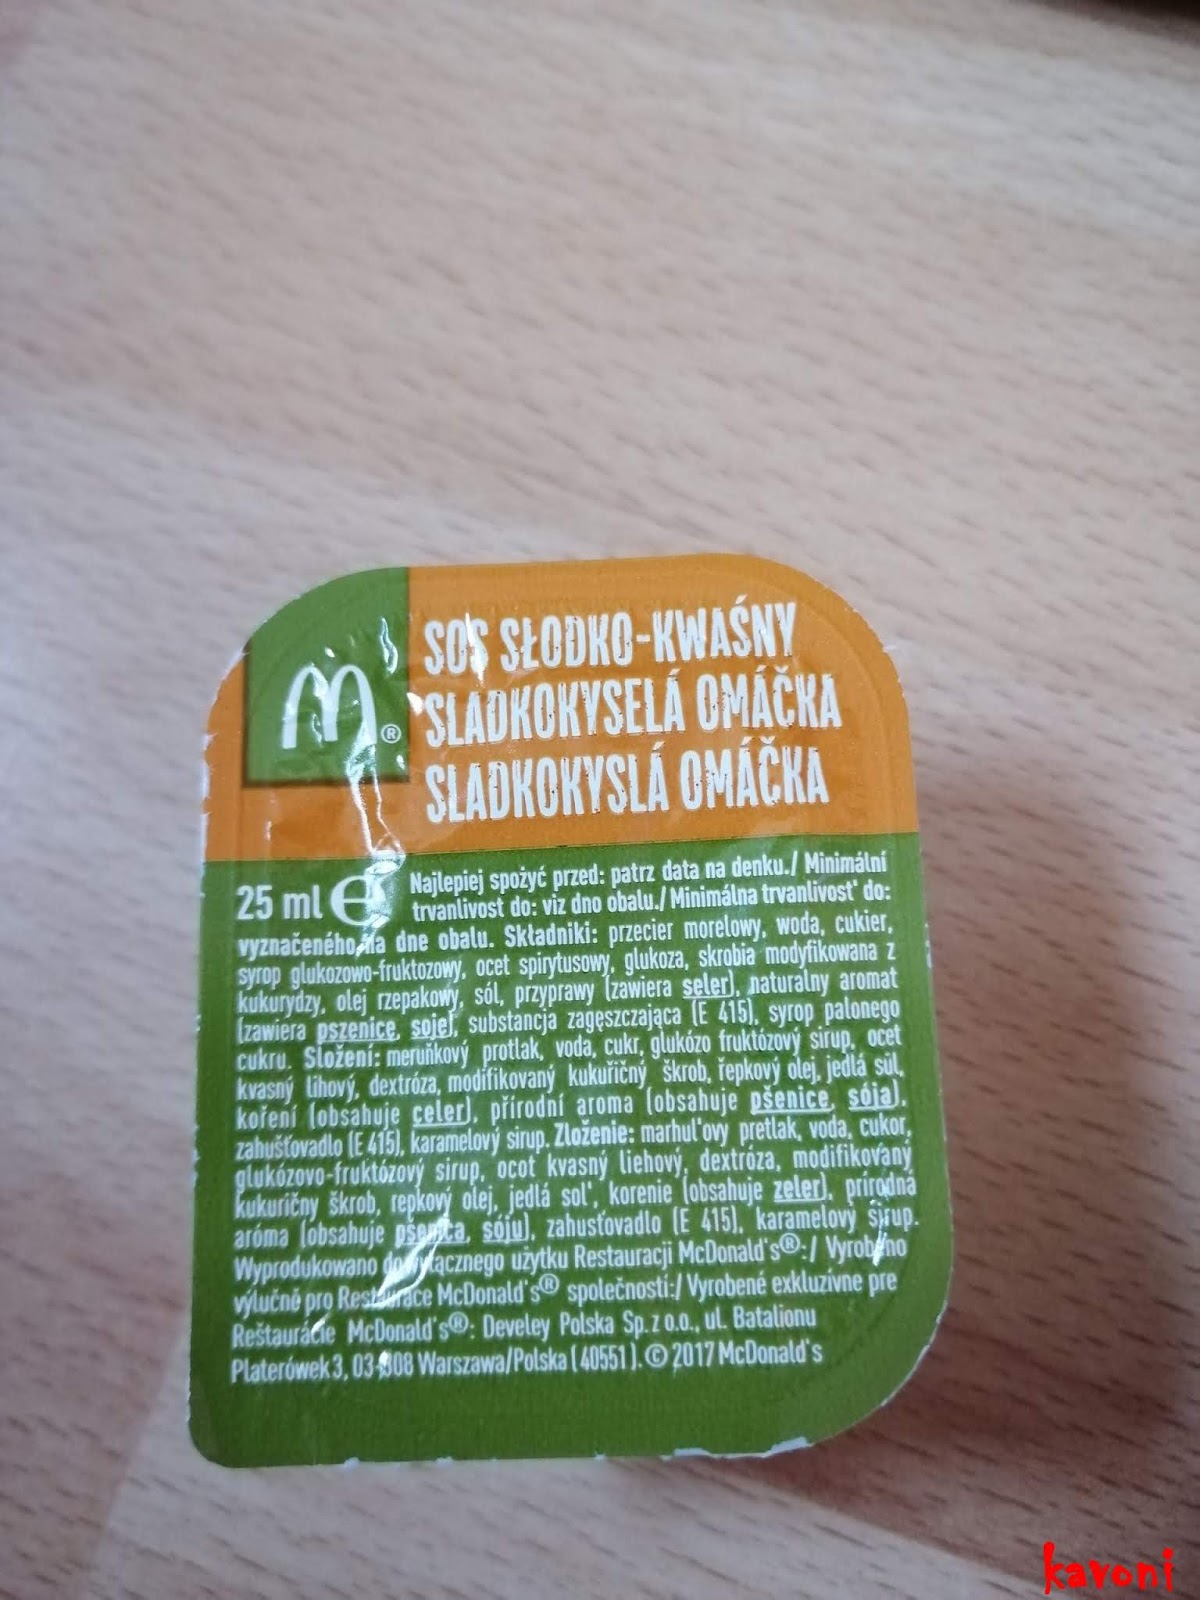 M®
SOS SŁODKO-KWAŚNY
SLADKOKYSELÁ OMÁČKA
SLADKOKYSLÁ OMÁČKA
25 ml e
Najlepiej spożyć przed: patrz data na denku./ Minimální
trvanlivost do: viz dno obalu./ Minimálna trvanlivosť do:
vyznačeného na dne obalu. Składniki: przecier morelowy, woda, cukier,
syrop glukozowo-fruktozowy, ocet spirytusowy, glukoza, skrobia modyfikowana z
kukurydzy, olej rzepakowy, sól, przyprawy (zawiera seler), naturalny aromat
(zawiera pszenicę, soję), substancja zagęszczająca (E 415), syrop palonego
cukru. Složení: meruňkový protlak, voda, cukr, glukózo fruktózový sirup, ocet
kvasný lihový, dextróza, modifikovaný kukuřičný škrob, řepkový olej, jedlá sůl,
koření (obsahuje celer), přírodní aroma (obsahuje pšenice, sója),
zahušťovadlo (E 415), karamelový sirup. Zloženie: marhuľový pretlak, voda, cukor,
glukózovo-fruktózový sirup, ocot kvasný liehový, dextróza, modifikovaný
kukuričny škrob, repkový olej, jedlá soľ, korenie (obsahuje zeler), prírodná
aróma (obsahuje pšenica, sóju), zahusťovadlo (E 415), karamelový sirup.
Wyprodukowano do wyłącznego użytku Restauracji McDonald's®:/ Vyrobeno
výlučně pro Restaurace McDonald's® společností:/ Vyrobené exkluzívne pre
Reštaurácie McDonald's®: Develey Polska Sp. z o.o., ul. Batalionu
Platerówek 3, 03-308 Warszawa/Polska (40551). © 2017 McDonald's
kavoni